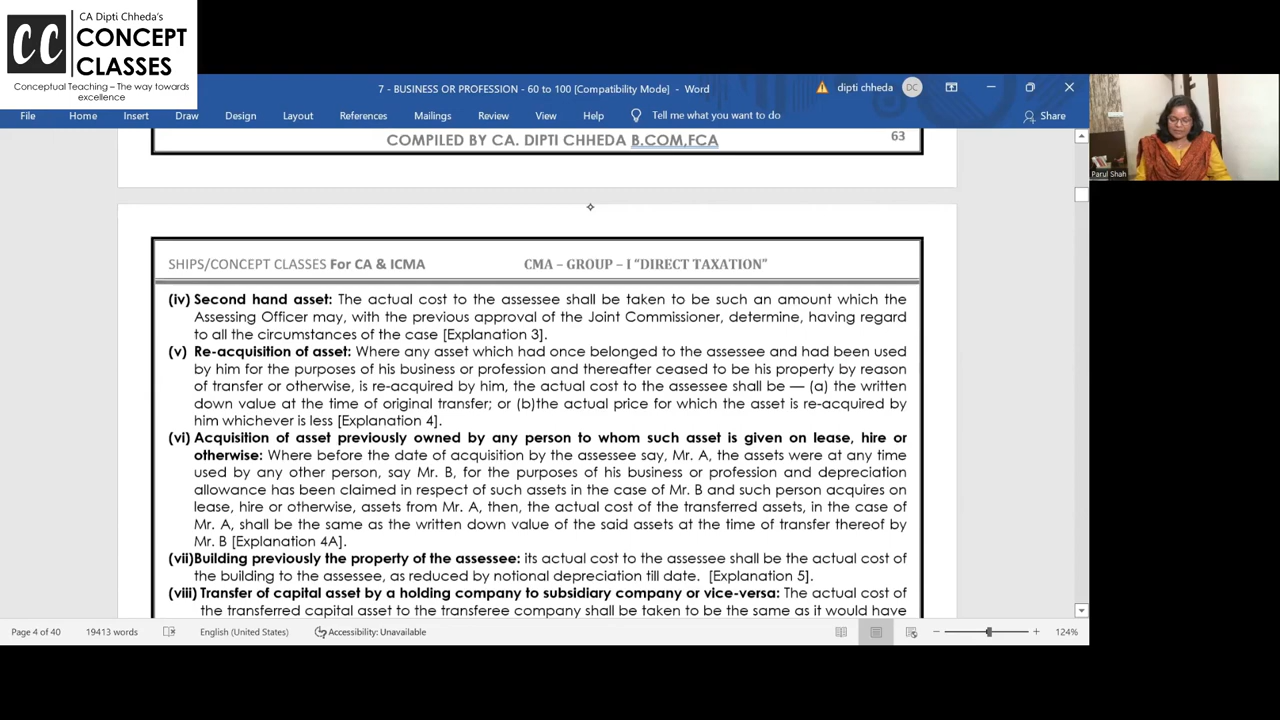 CC
CA Dipti Chheda's
CONCEPT
CLASSES
Conceptual Teaching – The way towards
excellence
7 - BUSINESS OR PROFESSION - 60 to 100 [Compatibility Mode] - Word
dipti chheda
DC
File Home Insert Draw Design Layout References Mailings Review View Help Tell me what you want to do Share
COMPILED BY CA. DIPTI CHHEDA B.COM,FCA 63
Parul Shah
SHIPS/CONCEPT CLASSES For CA & ICMA CMA – GROUP – I "DIRECT TAXATION"
(iv) Second hand asset: The actual cost to the assessee shall be taken to be such an amount which the
Assessing Officer may, with the previous approval of the Joint Commissioner, determine, having regard
to all the circumstances of the case [Explanation 3].
(v) Re-acquisition of asset: Where any asset which had once belonged to the assessee and had been used
by him for the purposes of his business or profession and thereafter ceased to be his property by reason
of transfer or otherwise, is re-acquired by him, the actual cost to the assessee shall be — (a) the written
down value at the time of original transfer; or (b)the actual price for which the asset is re-acquired by
him whichever is less [Explanation 4].
(vi) Acquisition of asset previously owned by any person to whom such asset is given on lease, hire or
otherwise: Where before the date of acquisition by the assessee say, Mr. A, the assets were at any time
used by any other person, say Mr. B, for the purposes of his business or profession and depreciation
allowance has been claimed in respect of such assets in the case of Mr. B and such person acquires on
lease, hire or otherwise, assets from Mr. A, then, the actual cost of the transferred assets, in the case of
Mr. A, shall be the same as the written down value of the said assets at the time of transfer thereof by
Mr. B [Explanation 4A].
(vii)Building previously the property of the assessee: its actual cost to the assessee shall be the actual cost of
the building to the assessee, as reduced by notional depreciation till date. [Explanation 5].
(viii) Transfer of capital asset by a holding company to subsidiary company or vice-versa: The actual cost of
the transferred capital asset to the transferee company shall be taken to be the same as it would have
Page 4 of 40 19413 words English (United States) Accessibility: Unavailable 124%